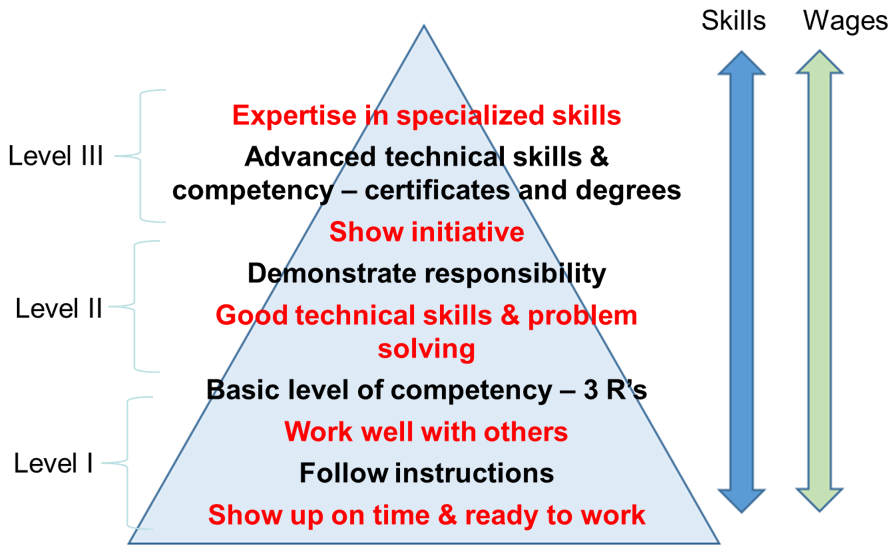 Skills Wages
Expertise in specialized skills
Level III
Advanced technical skills &
competency – certificates and degrees
Show initiative
Demonstrate responsibility
Level II
Good technical skills & problem
solving
Basic level of competency – 3 R’s
Work well with others
Level I
Follow instructions
Show up on time & ready to work